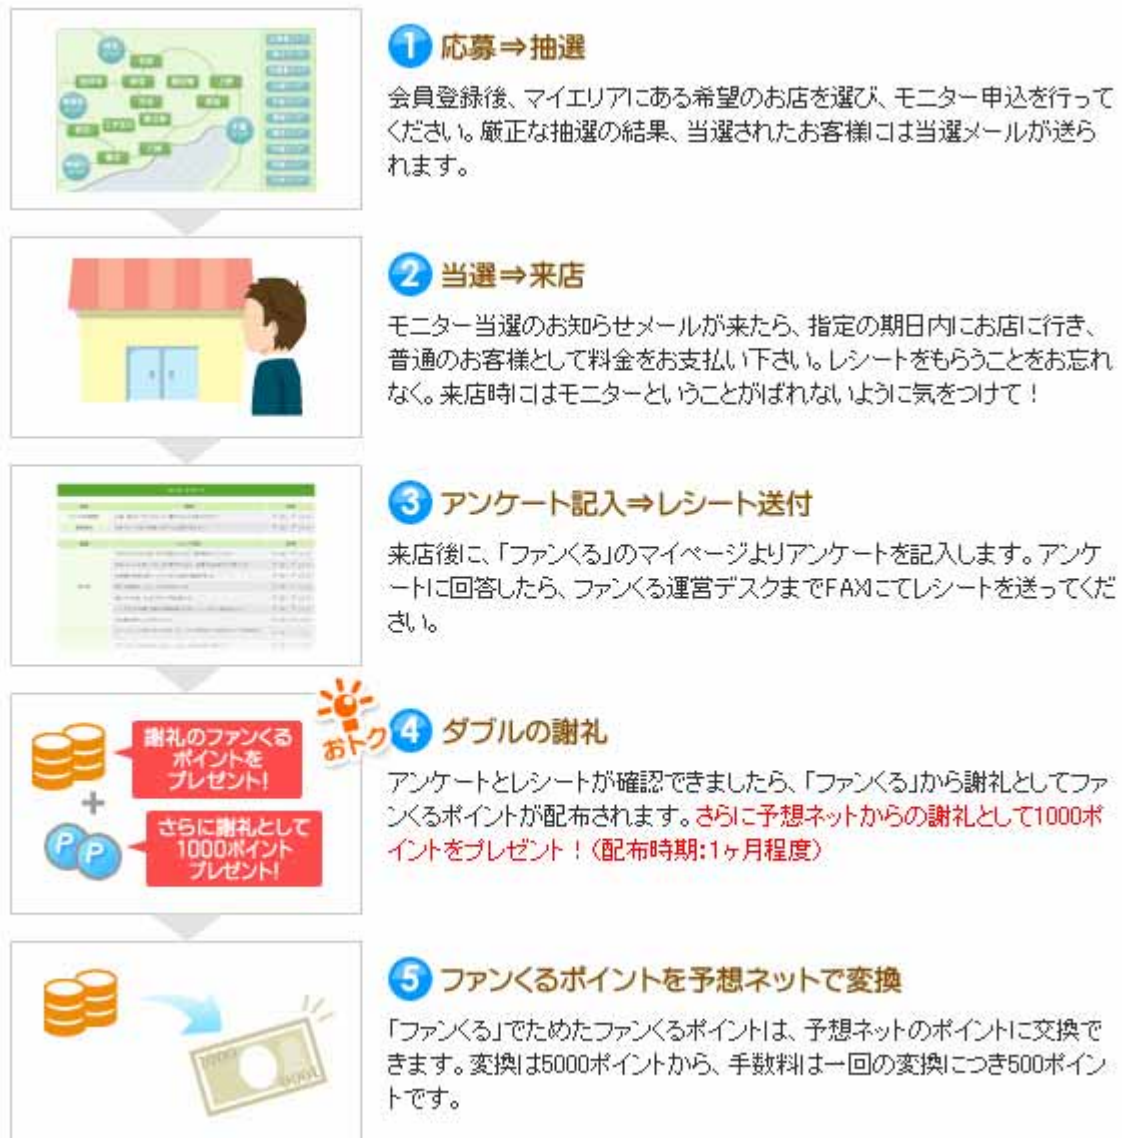 1 応募⇒抽選
会員登録後、マイエリアにある希望のお店を選び、モニター申込を行って
ください。厳正な抽選の結果、当選されたお客様には当選メールが送ら
れます。
2 当選⇒来店
モニター当選のお知らせメールが来たら、指定の期日内にお店に行き、
普通のお客様として料金をお支払い下さい。レシートをもらうことをお忘れ
なく。来店時にはモニターということがばれないように気をつけて！
3 アンケート記入⇒レシート送付
来店後に、「ファンくる」のマイページよりアンケートを記入します。アンケ
ートに回答したら、ファンくる運営デスクまでFAXにてレシートを送ってくだ
さい。
謝礼のファンくる
ポイントを
プレゼント!
+
P P
さらに謝礼として
1000ポイント
プレゼント!
おトク
4 ダブルの謝礼
アンケートとレシートが確認できましたら、「ファンくる」から謝礼としてファ
ンくるポイントが配布されます。さらに予想ネットからの謝礼として1000ポ
イントをプレゼント！（配布時期:1ヶ月程度）
5 ファンくるポイントを予想ネットで変換
「ファンくる」でためたファンくるポイントは、予想ネットのポイントに交換で
きます。変換は5000ポイントから、手数料は一回の変換につき500ポイン
トです。